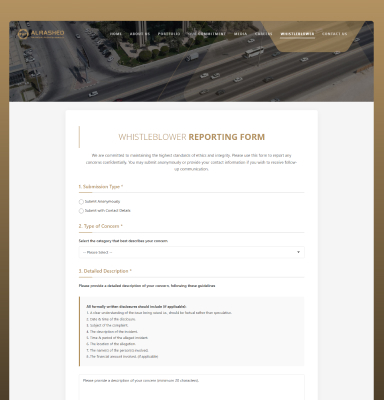 ALRASHED
HOME ABOUT US PORTFOLIO OUR COMMITMENT MEDIA CAREERS WHISTLEBLOWER CONTACT US
WHISTLEBLOWER REPORTING FORM
We are committed to maintaining the highest standards of ethics and integrity. Please use this form to report any
concerns confidentially. You may submit anonymously or provide your contact information if you wish to receive follow-
up communication.
1. Submission Type *
Submit Anonymously
Submit with Contact Details
2. Type of Concern *
Select the category that best describes your concern:
-- Please Select --
3. Detailed Description *
Please provide a detailed description of your concern, following these guidelines:
All formally written disclosures should include (if applicable):
1. A clear understanding of the issue being raised i.e., should be factual rather than speculative.
2. Date & time of the disclosure.
3. Subject of the complaint.
4. The description of the incident.
5. Time & period of the alleged incident.
6. The location of the allegation.
7. The name(s) of the person(s) involved.
8. The financial amount involved (if applicable).
Please provide a description of your concern (minimum 20 characters)